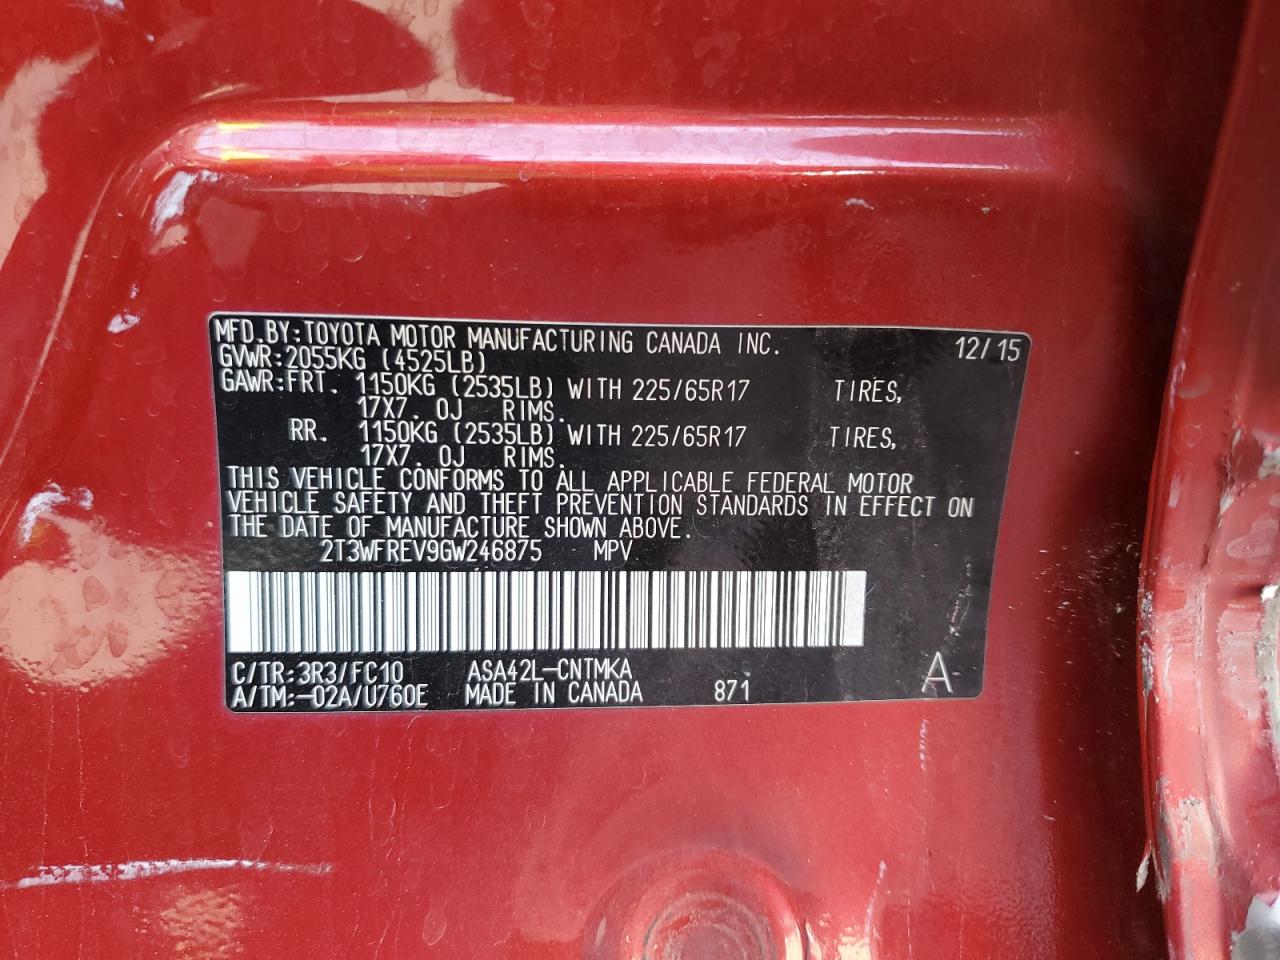 MFD.BY:TOYOTA MOTOR MANUFACTURING CANADA INC. 12/15
GVWR:2055KG (4525LB)
GAWR:FRT. 1150KG (2535LB) WITH 225/65R17 TIRES,
17X7. 0J RIMS.
RR. 1150KG (2535LB) WITH 225/65R17 TIRES,
17X7. 0J RIMS.
THIS VEHICLE CONFORMS TO ALL APPLICABLE FEDERAL MOTOR
VEHICLE SAFETY AND THEFT PREVENTION STANDARDS IN EFFECT ON
THE DATE OF MANUFACTURE SHOWN ABOVE.
2T3WFREV9GW246875 MPV
C/TR:3R3/FC10 ASA42L-CNTMKA
A/TM:-02A/U760E MADE IN CANADA 871 A